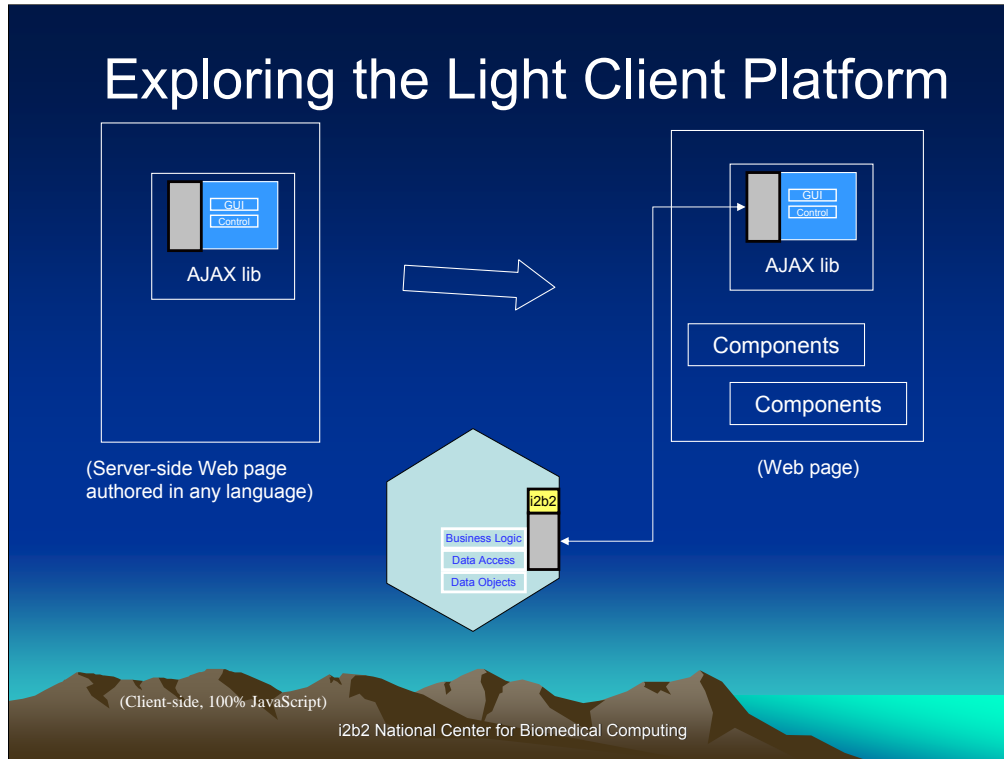 Exploring the Light Client Platform
GUI
Control
AJAX lib
(Server-side Web page
authored in any language)
GUI
Control
AJAX lib
Components
Components
(Web page)
i2b2
Business Logic
Data Access
Data Objects
(Client-side, 100% JavaScript)
i2b2 National Center for Biomedical Computing